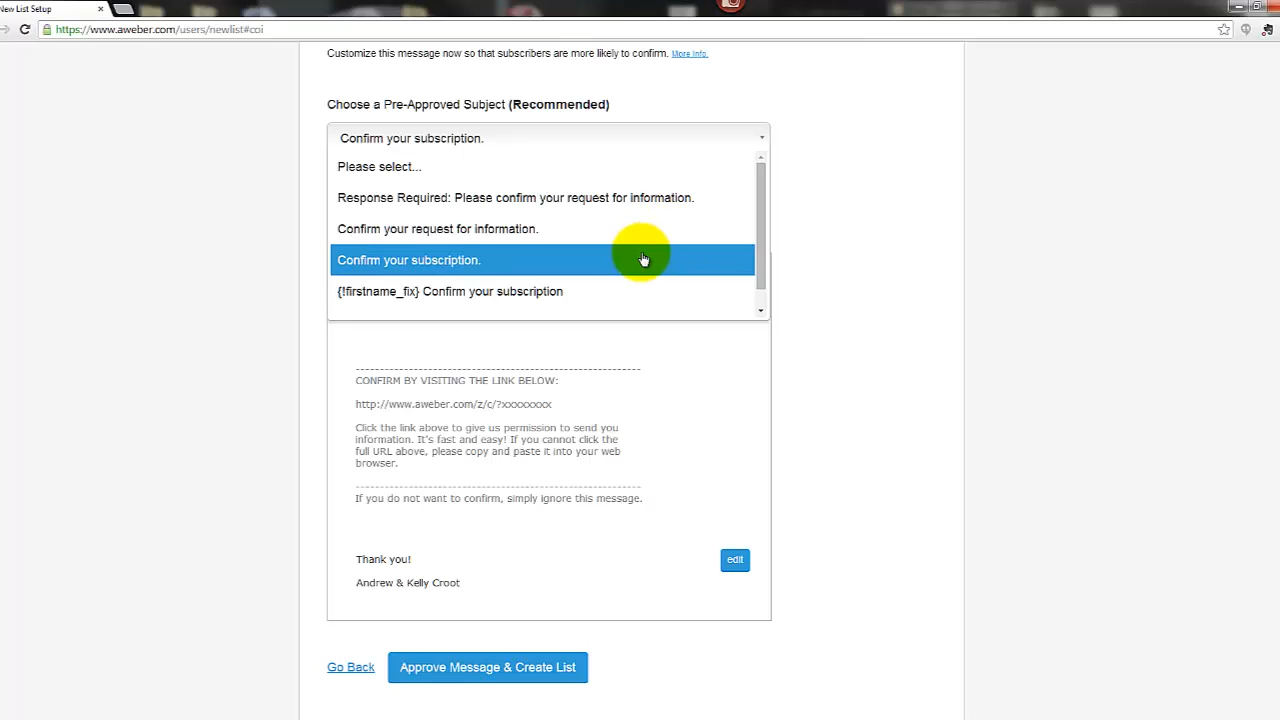 New List Setup
https://www.aweber.com/users/newlist#coi
Customize this message now so that subscribers are more likely to confirm. More Info.
Choose a Pre-Approved Subject (Recommended)
Confirm your subscription.
Please select...
Response Required: Please confirm your request for information.
Confirm your request for information.
Confirm your subscription.
{!firstname_fix} Confirm your subscription
--------------------------------------------------------
CONFIRM BY VISITING THE LINK BELOW:
http://www.aweber.com/z/c/?xxxxxxxx
Click the link above to give us permission to send you
information. It's fast and easy! If you cannot click the
full URL above, please copy and paste it into your web
browser.
--------------------------------------------------------
If you do not want to confirm, simply ignore this message.
Thank you!
edit
Andrew & Kelly Croot
Go Back
Approve Message & Create List